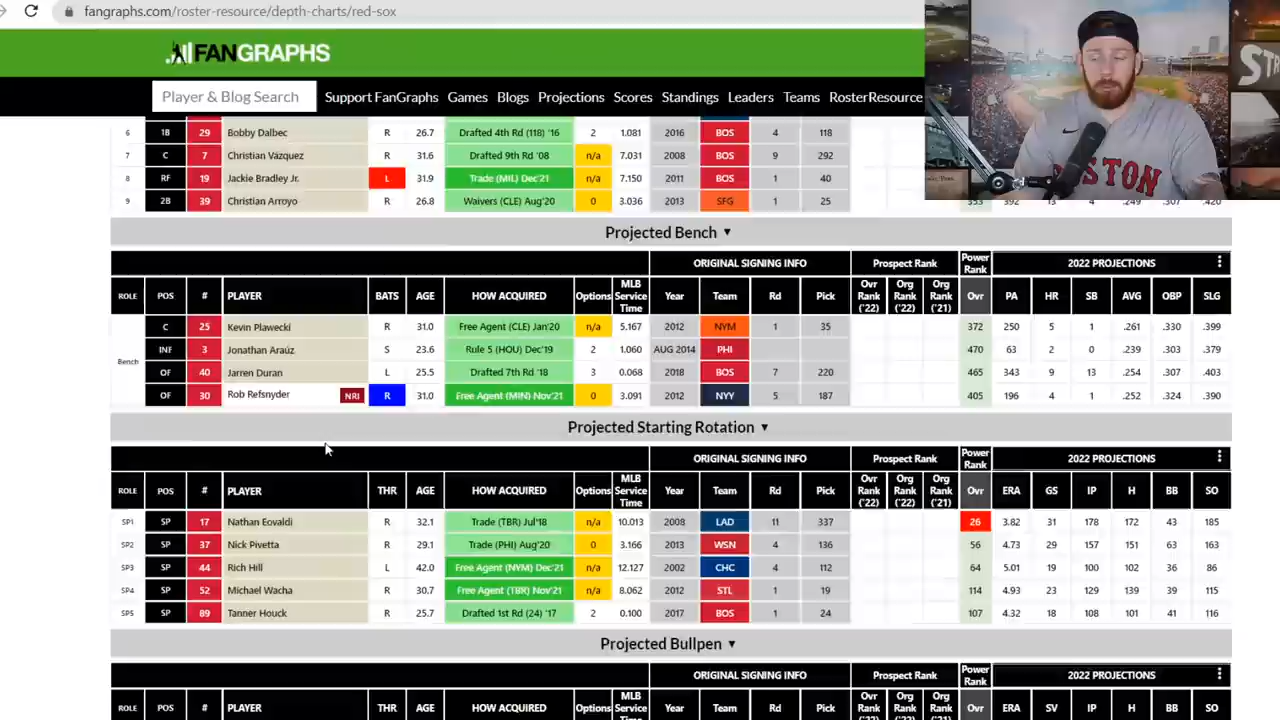 fangraphs.com/roster-resource/depth-charts/red-sox
FANGRAPHS
Player & Blog Search Support FanGraphs Games Blogs Projections Scores Standings Leaders Teams RosterResource
6 1B 29 Bobby Dalbec R 26.7 Drafted 4th Rd (118) '16 2 1.081 2016 BOS 4 118
7 C 7 Christian Vázquez R 31.6 Drafted 9th Rd '08 n/a 7.031 2008 BOS 9 292
8 RF 19 Jackie Bradley Jr. L 31.9 Trade (MIL) Dec'21 n/a 7.150 2011 BOS 1 40
9 2B 39 Christian Arroyo R 26.8 Waivers (CLE) Aug'20 0 3.036 2013 SFG 1 25 353 392 13 4 .249 .307 .420
BOSTON
ST
Projected Bench ▼
ORIGINAL SIGNING INFO Prospect Rank Power Rank 2022 PROJECTIONS
ROLE POS # PLAYER BATS AGE HOW ACQUIRED Options MLB Service Time Year Team Rd Pick Ovr Rank ('22) Org Rank ('22) Org Rank ('21) Ovr PA HR SB AVG OBP SLG
Bench
C 25 Kevin Plawecki R 31.0 Free Agent (CLE) Jan'20 n/a 5.167 2012 NYM 1 35 372 250 5 1 .261 .330 .399
INF 3 Jonathan Araúz S 23.6 Rule 5 (HOU) Dec'19 2 1.060 AUG 2014 PHI 470 63 2 0 .239 .303 .379
OF 40 Jarren Duran L 25.5 Drafted 7th Rd '18 3 0.068 2018 BOS 7 220 465 343 9 13 .254 .307 .403
OF 30 Rob Refsnyder NRI R 31.0 Free Agent (MIN) Nov'21 0 3.091 2012 NYY 5 187 405 196 4 1 .252 .324 .390
Projected Starting Rotation ▼
ORIGINAL SIGNING INFO Prospect Rank Power Rank 2022 PROJECTIONS
ROLE POS # PLAYER THR AGE HOW ACQUIRED Options MLB Service Time Year Team Rd Pick Ovr Rank ('22) Org Rank ('22) Org Rank ('21) Ovr ERA GS IP H BB SO
SP1 SP 17 Nathan Eovaldi R 32.1 Trade (TBR) Jul'18 n/a 10.013 2008 LAD 11 337 26 3.82 31 178 172 43 185
SP2 SP 37 Nick Pivetta R 29.1 Trade (PHI) Aug'20 0 3.166 2013 WSN 4 136 56 4.73 29 157 151 63 163
SP3 SP 44 Rich Hill L 42.0 Free Agent (NYM) Dec'21 n/a 12.127 2002 CHC 4 112 64 5.01 19 100 102 36 86
SP4 SP 52 Michael Wacha R 30.7 Free Agent (TBR) Nov'21 n/a 8.062 2012 STL 1 19 114 4.93 23 129 139 39 115
SP5 SP 89 Tanner Houck R 25.7 Drafted 1st Rd (24) '17 2 0.100 2017 BOS 1 24 107 4.32 18 108 101 41 116
Projected Bullpen ▼
ORIGINAL SIGNING INFO Prospect Rank Power Rank 2022 PROJECTIONS
ROLE POS # PLAYER THR AGE HOW ACQUIRED Options MLB Service Time Year Team Rd Pick Ovr Rank ('22) Org Rank ('22) Org Rank ('21) Ovr ERA SV IP H BB SO